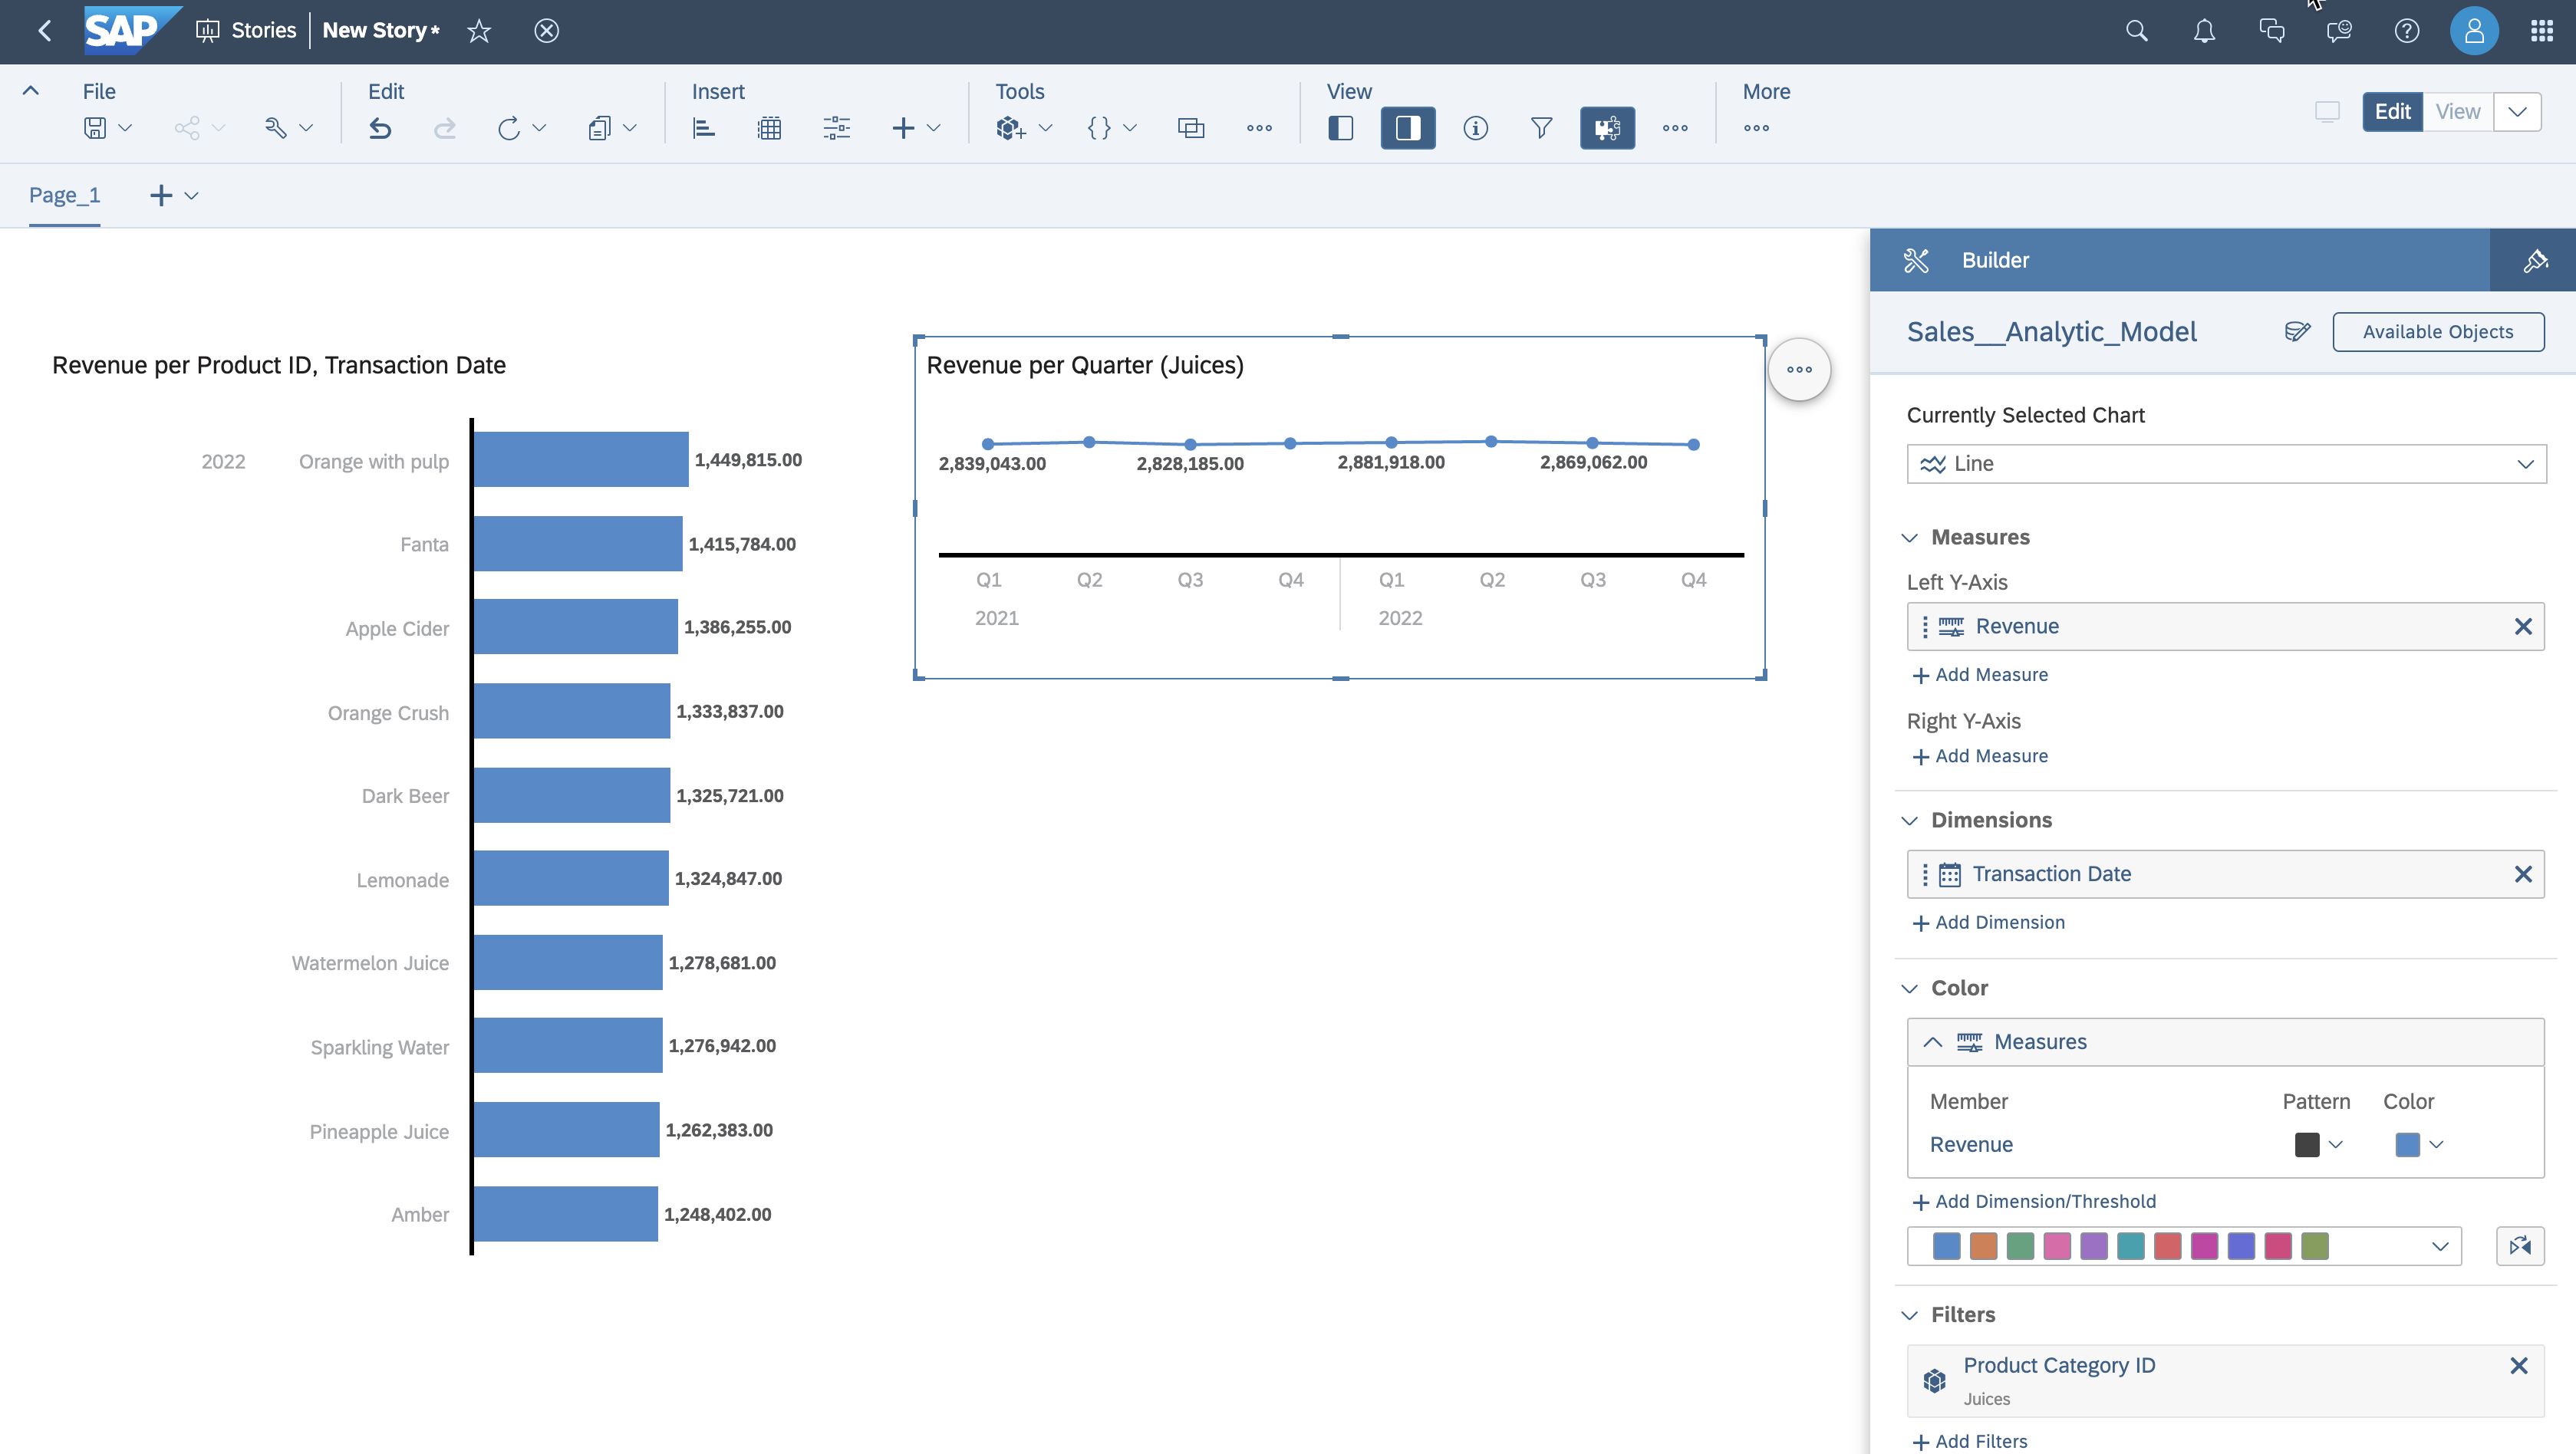 SAP Stories New Story*
File Edit Insert Tools View More
Edit View
Page_1
Builder
Sales__Analytic_Model Available Objects
Currently Selected Chart
Line
Measures
Left Y-Axis
Revenue
Add Measure
Right Y-Axis
Add Measure
Dimensions
Transaction Date
Add Dimension
Color
Measures
Member Pattern Color
Revenue
Add Dimension/Threshold
Filters
Product Category ID
Juices
Add Filters
Revenue per Product ID, Transaction Date
2022 Orange with pulp 1,449,815.00
Fanta 1,415,784.00
Apple Cider 1,386,255.00
Orange Crush 1,333,837.00
Dark Beer 1,325,721.00
Lemonade 1,324,847.00
Watermelon Juice 1,278,681.00
Sparkling Water 1,276,942.00
Pineapple Juice 1,262,383.00
Amber 1,248,402.00
Revenue per Quarter (Juices)
2,839,043.00 2,828,185.00 2,881,918.00 2,869,062.00
Q1 Q2 Q3 Q4 Q1 Q2 Q3 Q4
2021 2022